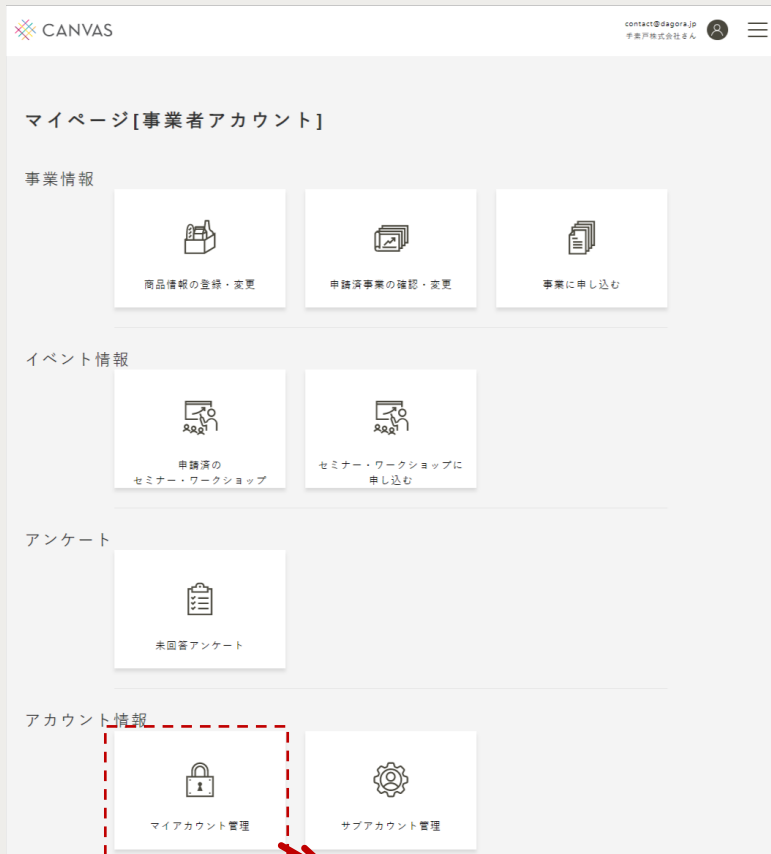 CANVAS
contact@dagora.jp
手素戸株式会社さん
マイページ[事業者アカウント]
事業情報
商品情報の登録・変更
申請済事業の確認・変更
事業に申し込む
イベント情報
申請済の
セミナー・ワークショップ
セミナー・ワークショップに
申し込む
アンケート
未回答アンケート
アカウント情報
マイアカウント管理
サブアカウント管理